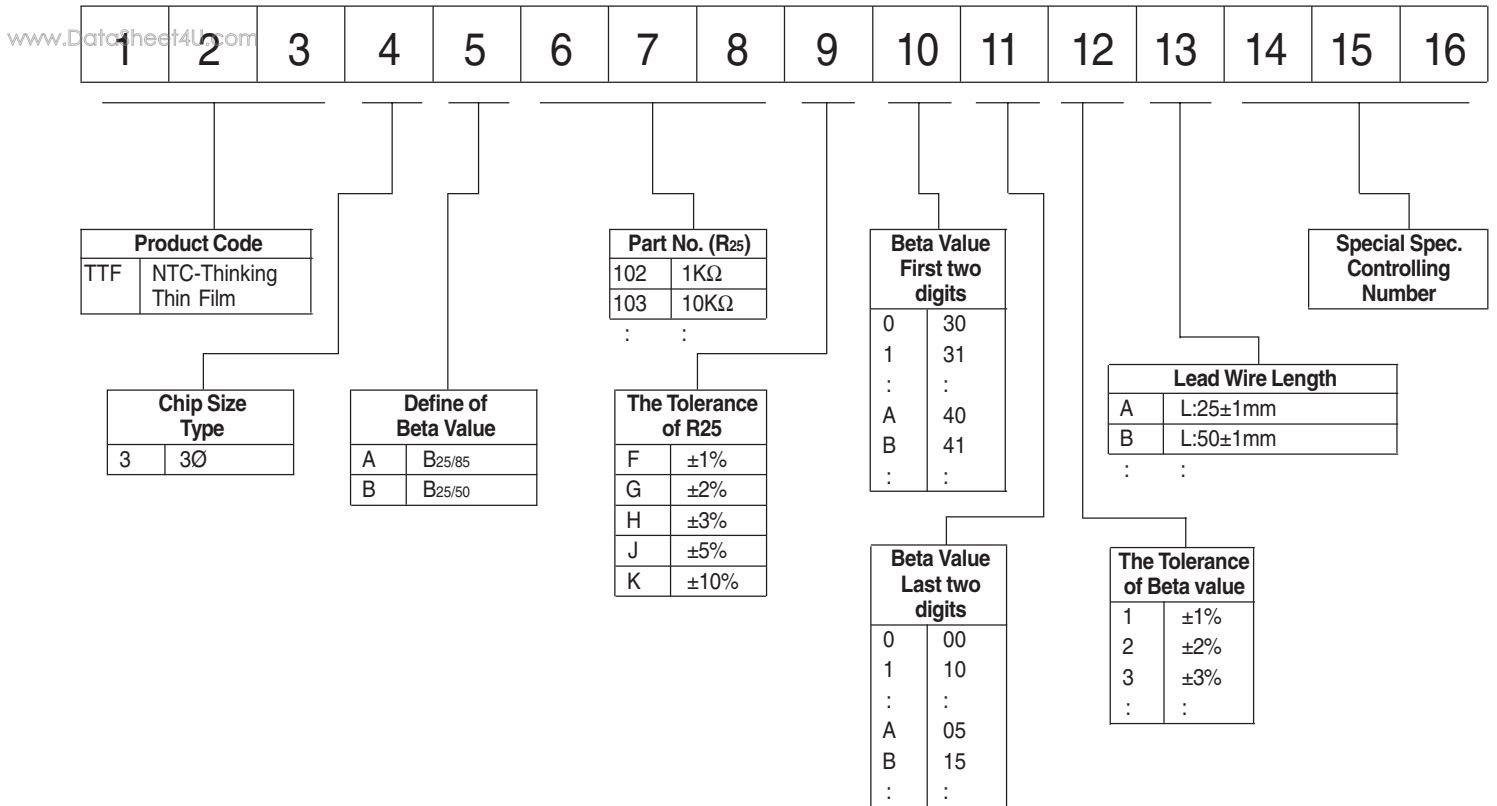 www.DataSheet4U.com
1 2 3 4 5 6 7 8 9 10 11 12 13 14 15 16
Product Code
TTF NTC-Thinking
Thin Film
Part No. (R25)
102 1KΩ
103 10KΩ
: :
Beta Value
First two
digits
0 30
1 31
: :
A 40
B 41
: :
Special Spec.
Controlling
Number
Chip Size
Type
3 3Ø
Define of
Beta Value
A B25/85
B B25/50
The Tolerance
of R25
F ±1%
G ±2%
H ±3%
J ±5%
K ±10%
Lead Wire Length
A L:25±1mm
B L:50±1mm
: :
Beta Value
Last two
digits
0 00
1 10
: :
A 05
B 15
: :
The Tolerance
of Beta value
1 ±1%
2 ±2%
3 ±3%
: :